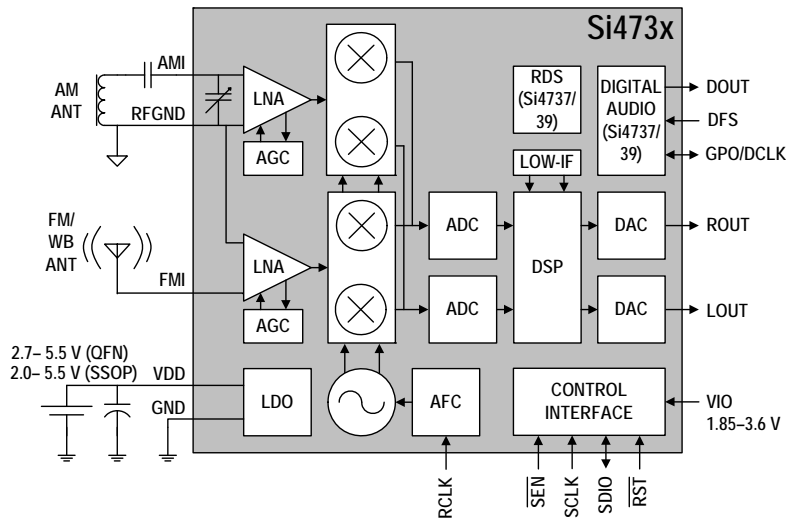 Si473x
AMI
AM
ANT
RFGND
LNA
AGC
RDS
(Si4737/
39)
DIGITAL
AUDIO
(Si4737/
39)
DOUT
DFS
GPO/DCLK
LOW-IF
FM/
WB
ANT
FMI
LNA
AGC
ADC
ADC
DSP
DAC
DAC
ROUT
LOUT
2.7– 5.5 V (QFN)
2.0– 5.5 V (SSOP)
VDD
GND
LDO
AFC
CONTROL
INTERFACE
VIO
1.85–3.6 V
RCLK
SEN
SCLK
SDIO
RST